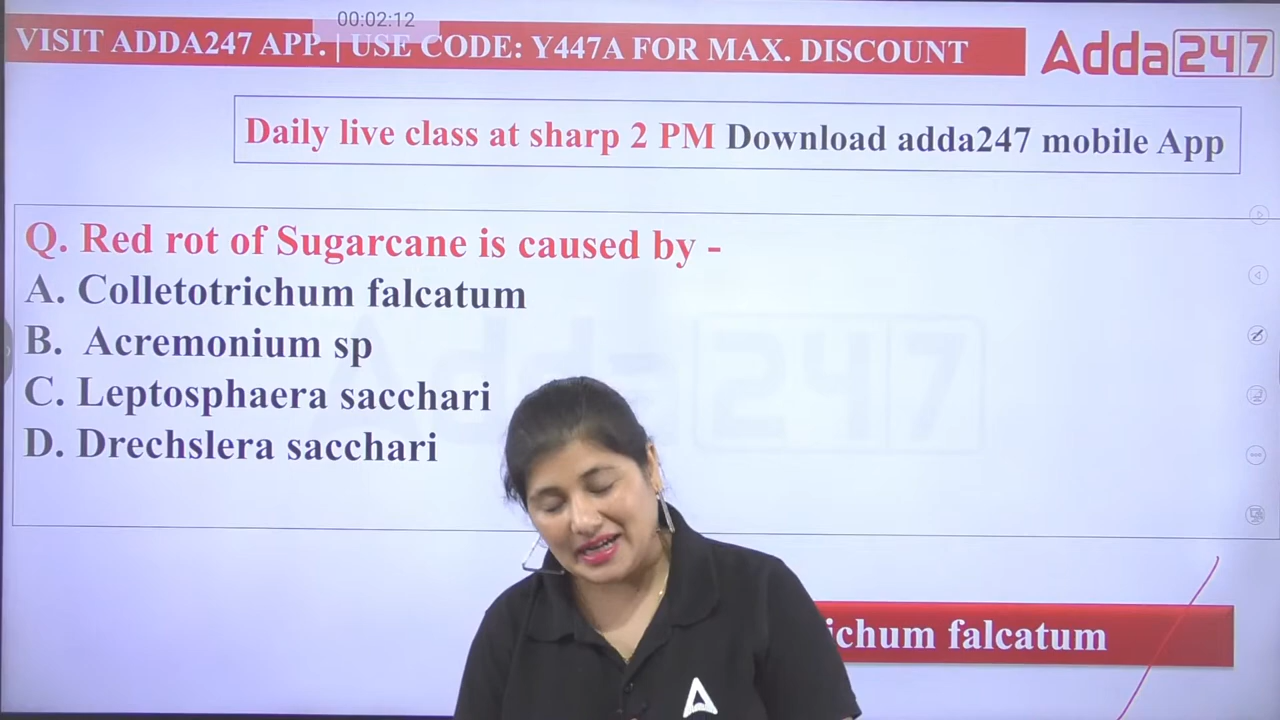 00:02:12
VISIT ADDA247 APP. | USE CODE: Y447A FOR MAX. DISCOUNT
Adda247
Daily live class at sharp 2 PM Download adda247 mobile App
Q. Red rot of Sugarcane is caused by -
A. Colletotrichum falcatum
B. Acremonium sp
C. Leptosphaera sacchari
D. Drechslera sacchari
ichum falcatum